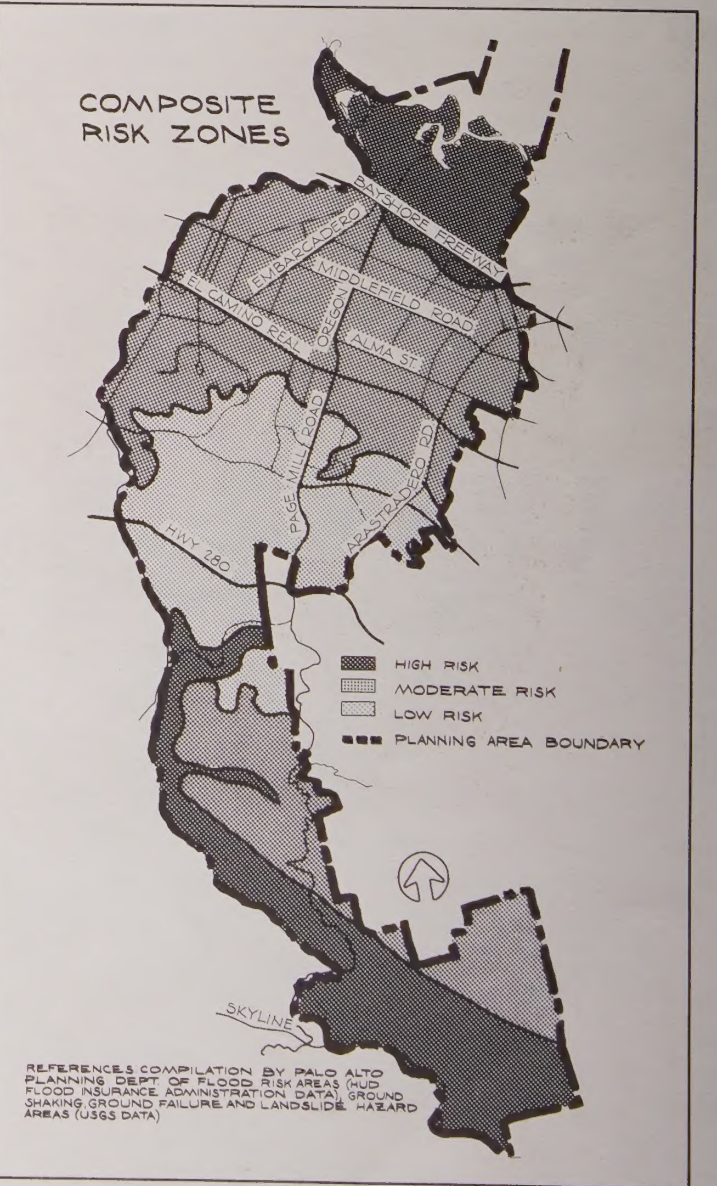 COMPOSITE
RISK ZONES
BAYSHORE FREEWAY
EMBARCADERO
MIDDLEFIELD ROAD
EL CAMINO REAL
OREGON
ALMA ST
PAGE MILL ROAD
ARASTRADERO RD
HWY 280
HIGH RISK
MODERATE RISK
LOW RISK
PLANNING AREA BOUNDARY
SKYLINE
REFERENCES COMPILATION BY PALO ALTO
PLANNING DEPT. OF FLOOD RISK AREAS (HUD
FLOOD INSURANCE ADMINISTRATION DATA), GROUND
SHAKING, GROUND FAILURE AND LANDSLIDE HAZARD
AREAS (USGS DATA)